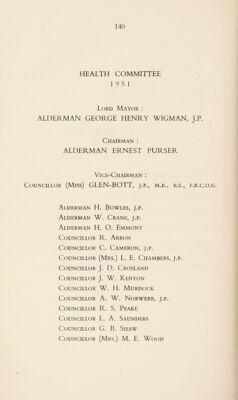 140
HEALTH COMMITTEE
1951
Lord Mayor :
ALDERMAN GEORGE HENRY WIGMAN, J.P.
Chairman :
ALDERMAN ERNEST PURSER
Vice-Chairman :
Councillor (Miss) GLEN-BOTT, J.P., M.B., B.S., F.R.C.O.G.
Alderman H. Bowles, J.P.
Alderman W. Crane, J.P.
Alderman H. O. Emmony
Councillor R. Arbon
Councillor C. Cameron, J.P.
Councillor (Mrs.) L. E. Chambers, J.P.
Councillor J. D. Crosland
Councillor J. W. Kenyon
Councillor W. H. Murdock
Councillor A. W. Norwebb, J.P.
Councillor R. S. Peake
Councillor L. A. Saunders
Councillor G. B. Shaw
Councillor (Mrs.) M. E. Wood